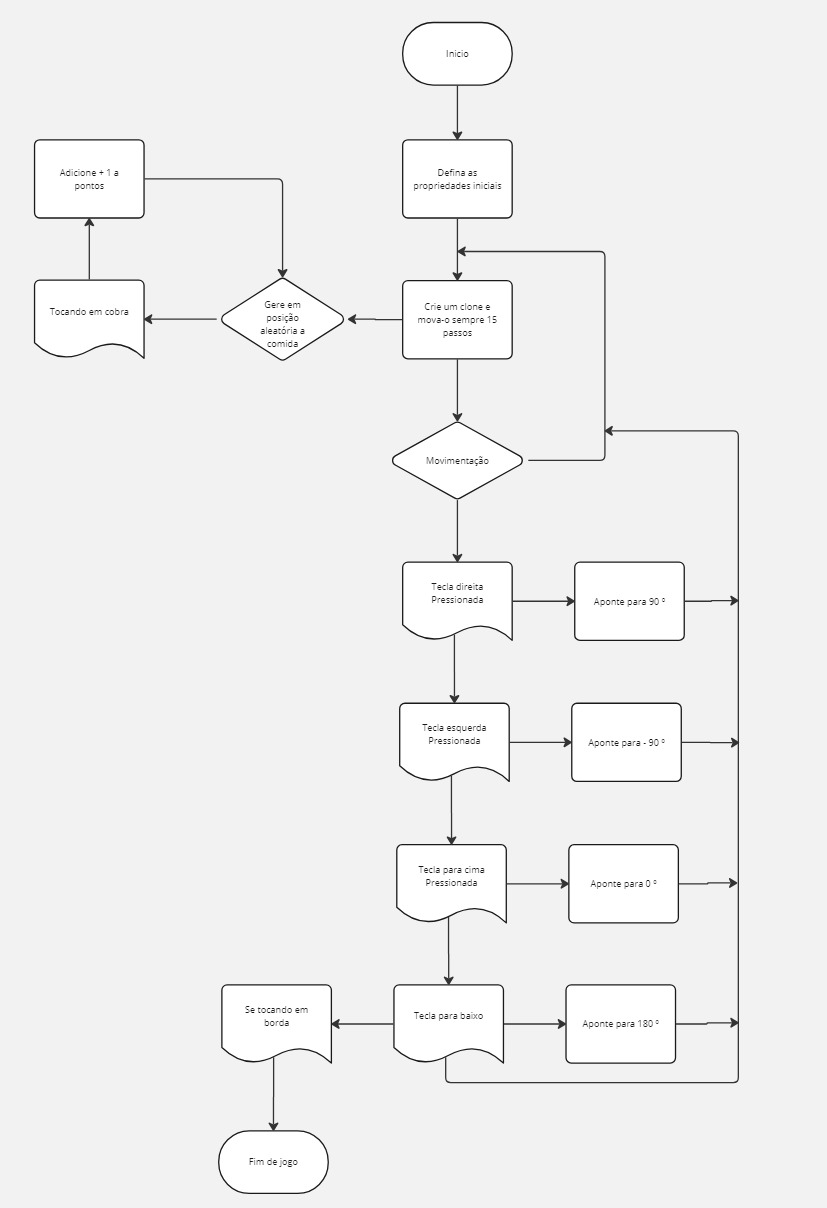 Inicio
Adicione + 1 a
pontos
Defina as
propriedades iniciais
Tocando em cobra
Gere em
posição
aleatória a
comida
Crie um clone e
mova-o sempre 15
passos
Movimentação
Tecla direita
Pressionada
Aponte para 90 º
Tecla esquerda
Pressionada
Aponte para - 90 º
Tecla para cima
Pressionada
Aponte para 0 º
Se tocando em
borda
Tecla para baixo
Aponte para 180 º
Fim de jogo